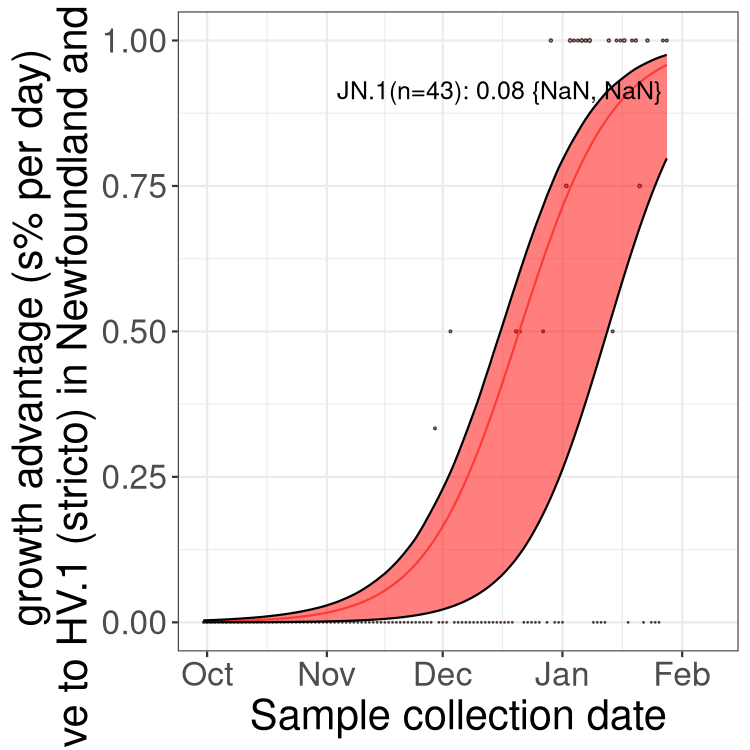 growth advantage (s% per day)
ve to HV.1 (stricto) in Newfoundland and
1.00
0.75
0.50
0.25
0.00
JN.1(n=43): 0.08 {NaN, NaN}
Oct Nov Dec Jan Feb
Sample collection date